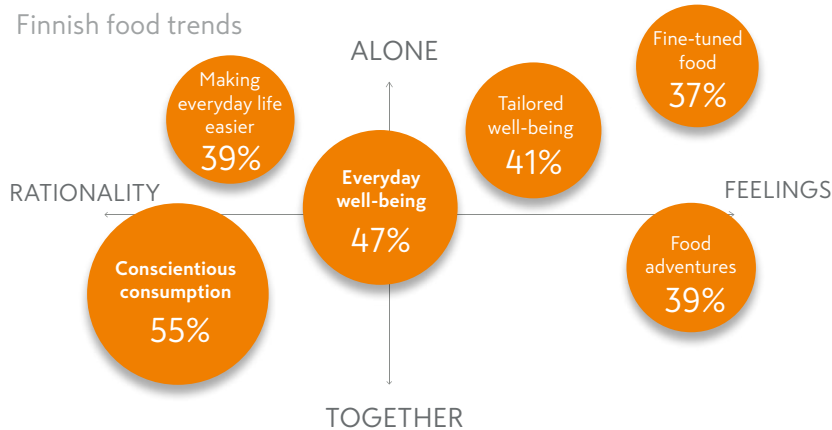 Finnish food trends
ALONE
Fine-tuned
food
37%
Making
everyday life
easier
39%
Tailored
well-being
41%
RATIONALITY
Everyday
well-being
47%
FEELINGS
Conscientious
consumption
55%
Food
adventures
39%
TOGETHER